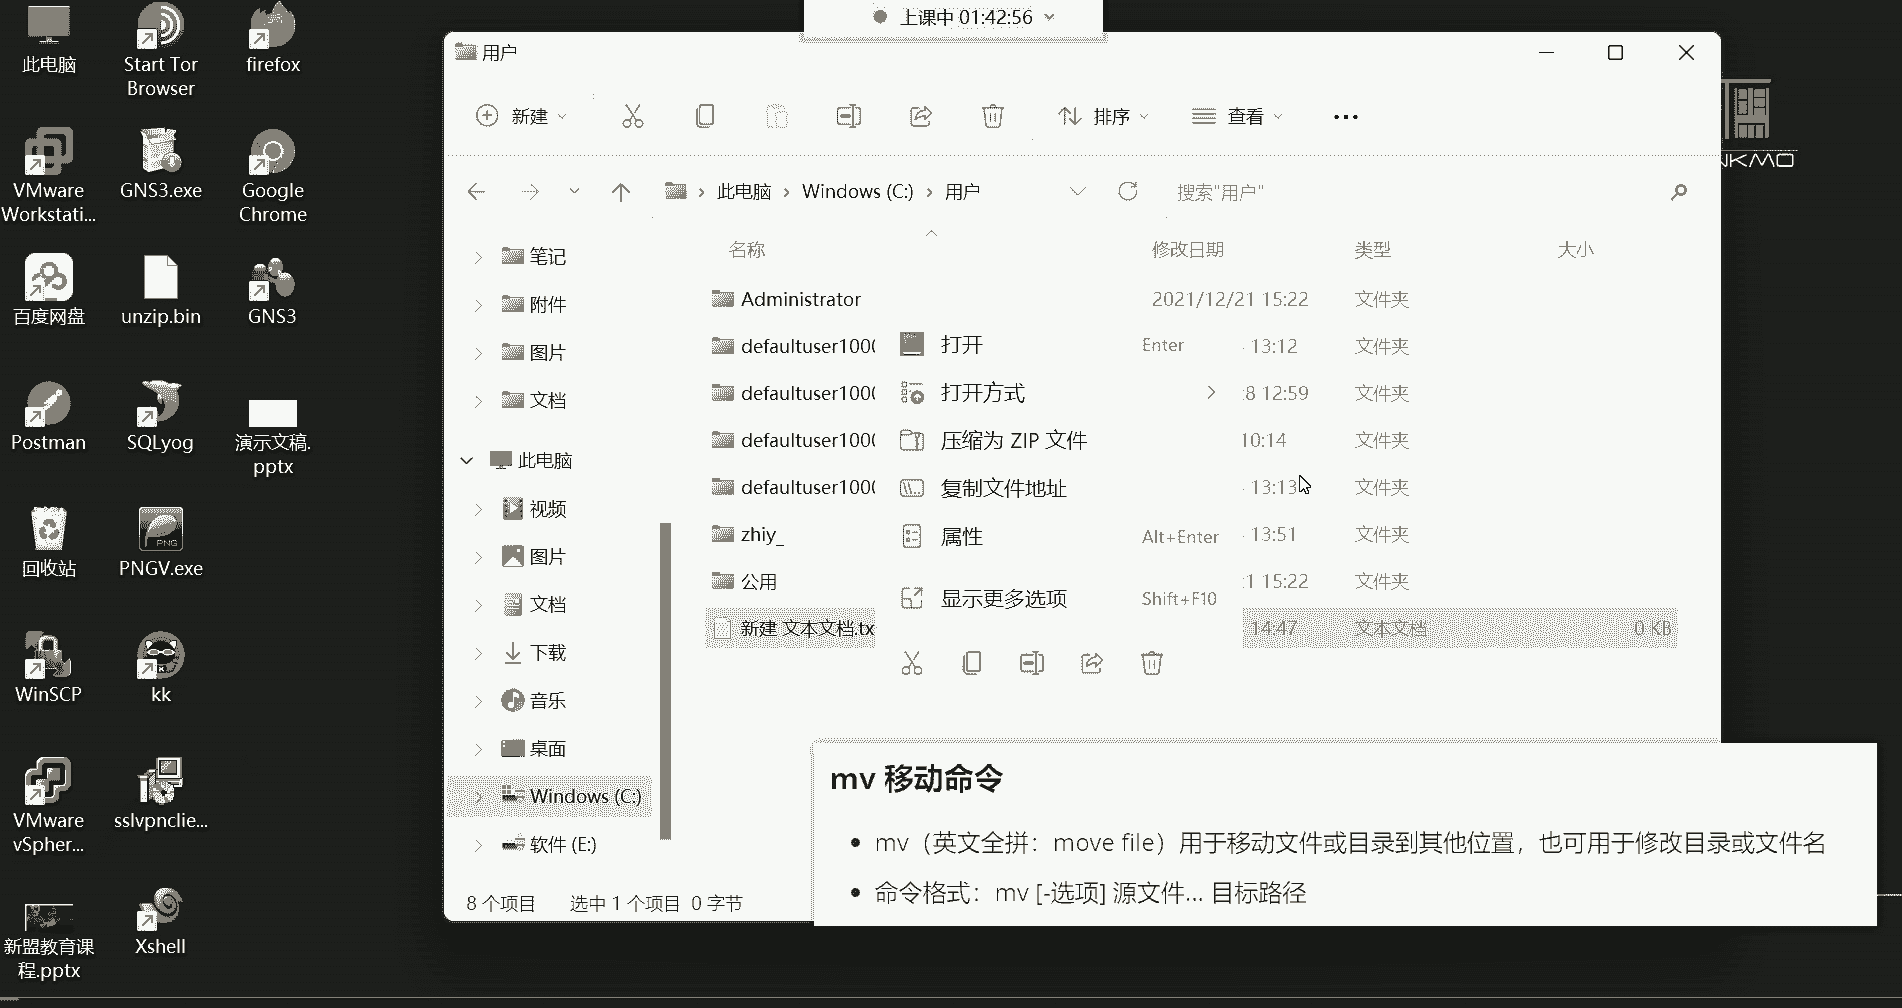 上课中 01:42:56
此电脑
Start Tor
Browser
firefox
VMware
Workstati...
GNS3.exe
Google
Chrome
百度网盘
unzip.bin
GNS3
Postman
SQLyog
演示文稿.
pptx
回收站
PNGV.exe
WinSCP
kk
VMware
vSpher...
sslvpnclie...
新盟教育课
程.pptx
Xshell
用户
新建
排序
查看
此电脑 › Windows (C:) › 用户
搜索"用户"
笔记
附件
图片
文档
此电脑
视频
图片
文档
下载
音乐
桌面
Windows (C:)
软件 (E:)
名称 修改日期 类型 大小
Administrator 2021/12/21 15:22 文件夹
defaultuser100 13:12 文件夹
defaultuser100 :8 12:59 文件夹
defaultuser100 10:14 文件夹
defaultuser100 13:13 文件夹
zhiy_ 13:51 文件夹
公用 :1 15:22 文件夹
新建 文本文档.tx 14:47 文本文档 0 KB
打开 Enter
打开方式
压缩为 ZIP 文件
复制文件地址
属性 Alt+Enter
显示更多选项 Shift+F10
8 个项目 选中 1 个项目 0 字节
mv 移动命令
• mv（英文全拼：move file）用于移动文件或目录到其他位置，也可用于修改目录或文件名
• 命令格式：mv [-选项] 源文件... 目标路径
NKMO
PNG